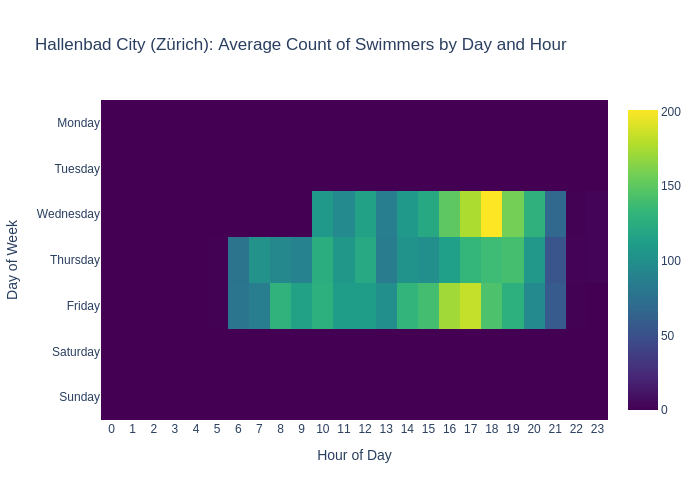 Hallenbad City (Zürich): Average Count of Swimmers by Day and Hour
Day of Week
Monday
Tuesday
Wednesday
Thursday
Friday
Saturday
Sunday
0 1 2 3 4 5 6 7 8 9 10 11 12 13 14 15 16 17 18 19 20 21 22 23
Hour of Day
200
150
100
50
0